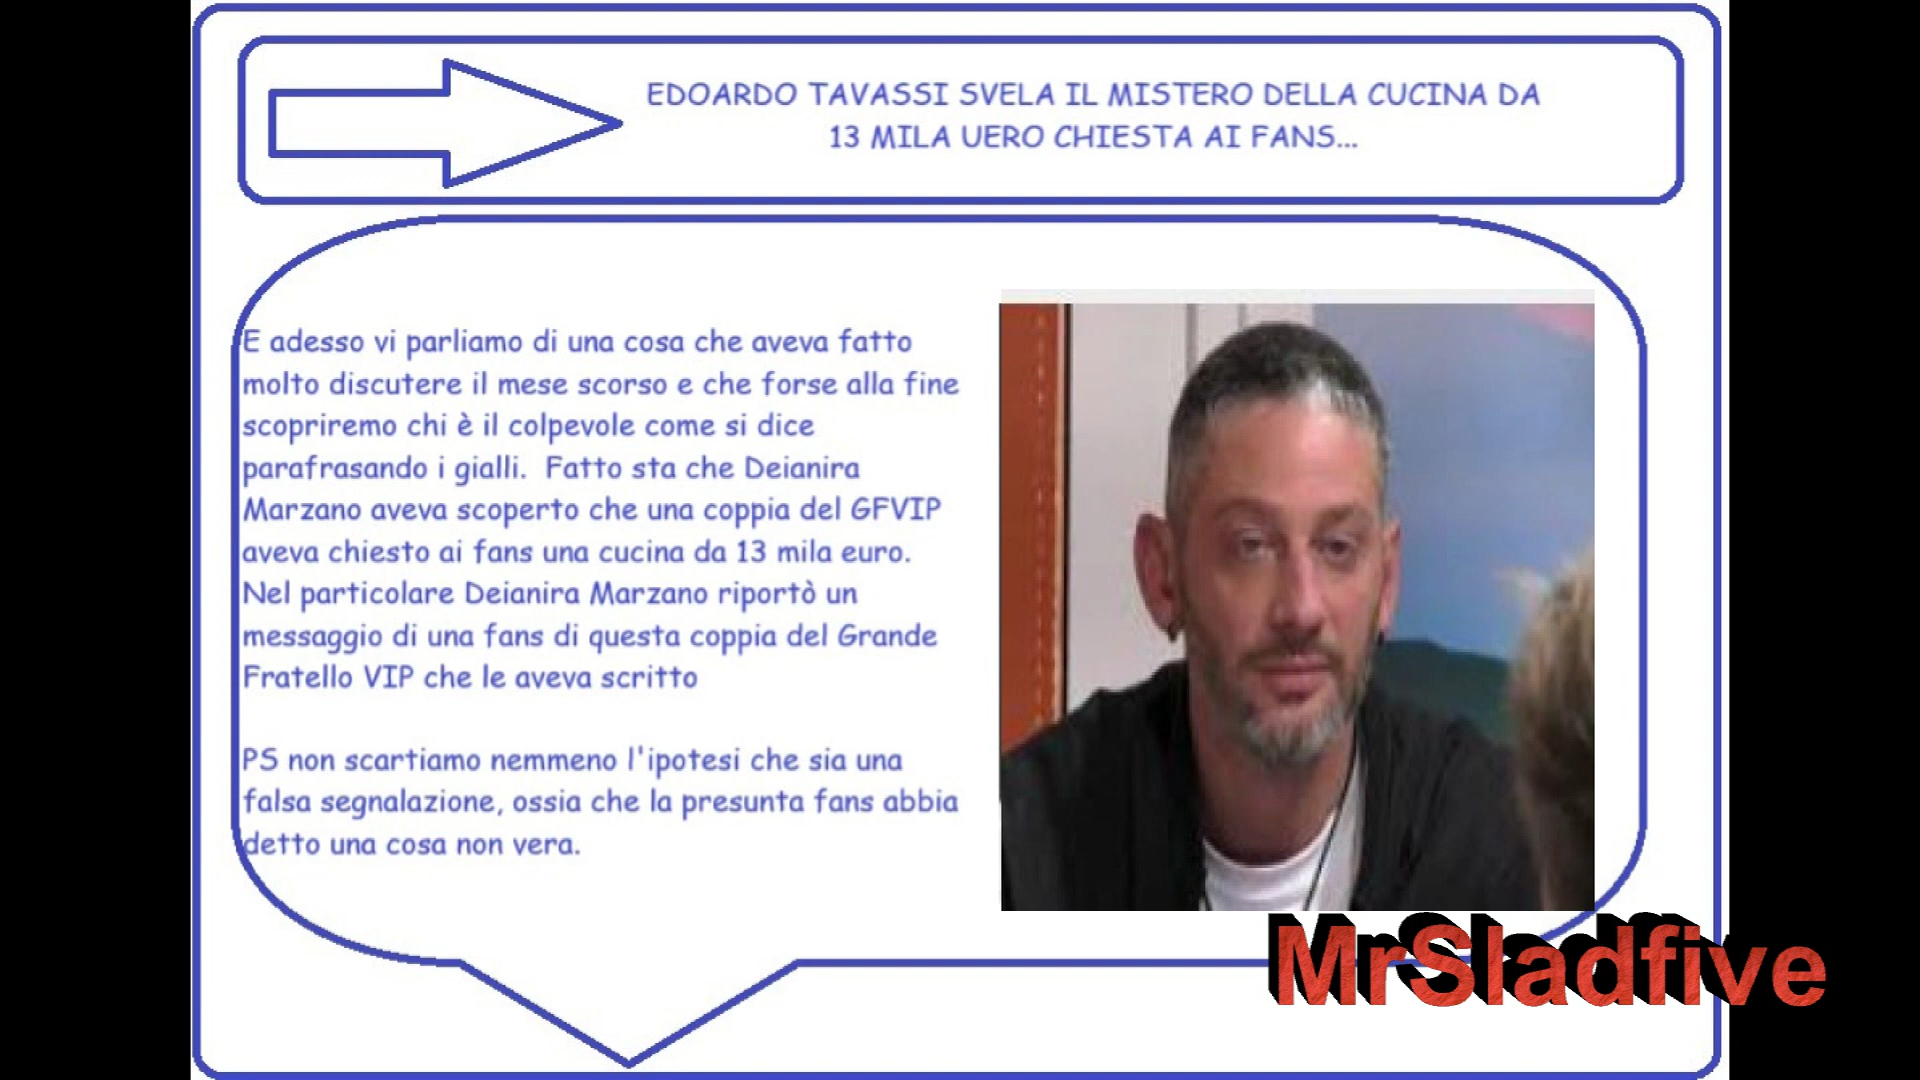 EDOARDO TAVASSI SVELA IL MISTERO DELLA CUCINA DA
13 MILA UERO CHIESTA AI FANS...
E adesso vi parliamo di una cosa che aveva fatto
molto discutere il mese scorso e che forse alla fine
scopriremo chi è il colpevole come si dice
parafrasando i gialli.  Fatto sta che Deianira
Marzano aveva scoperto che una coppia del GFVIP
aveva chiesto ai fans una cucina da 13 mila euro.
Nel particolare Deianira Marzano riportò un
messaggio di una fans di questa coppia del Grande
Fratello VIP che le aveva scritto
PS non scartiamo nemmeno l'ipotesi che sia una
falsa segnalazione, ossia che la presunta fans abbia
detto una cosa non vera.
MrSladfive